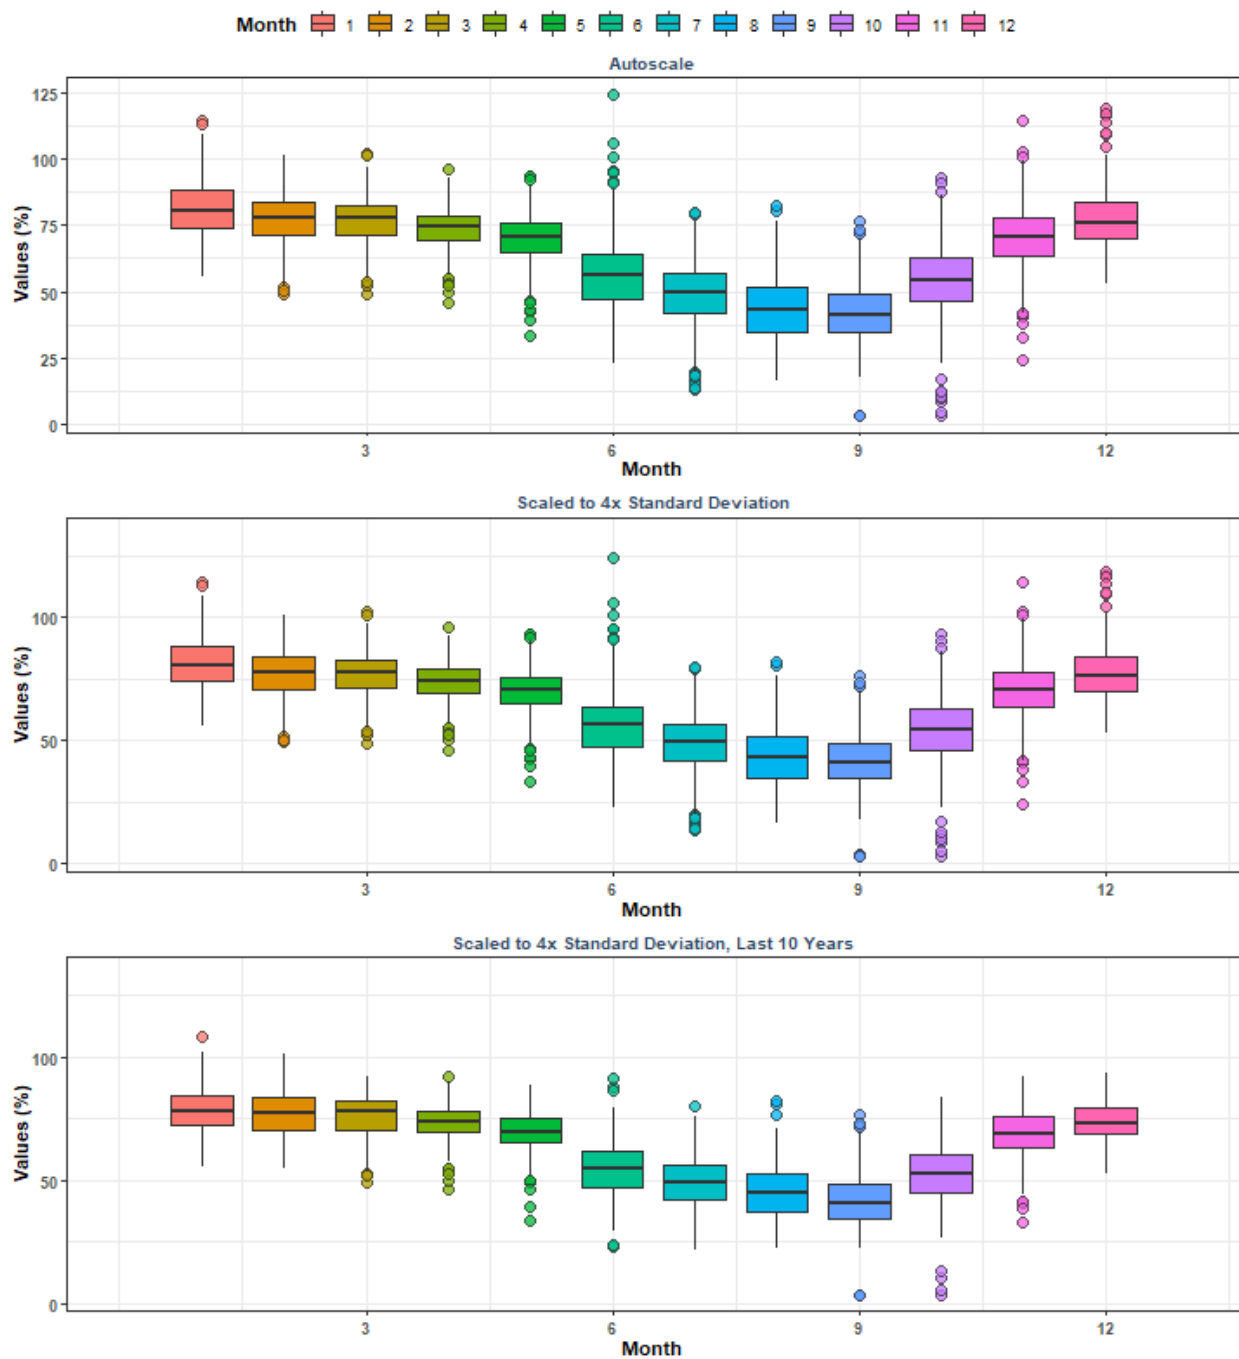 Month 1 2 3 4 5 6 7 8 9 10 11 12
Autoscale
Values (%)
125
100
75
50
25
0
3 6 9 12
Month
Scaled to 4x Standard Deviation
Values (%)
100
50
0
3 6 9 12
Month
Scaled to 4x Standard Deviation, Last 10 Years
Values (%)
100
50
0
3 6 9 12
Month